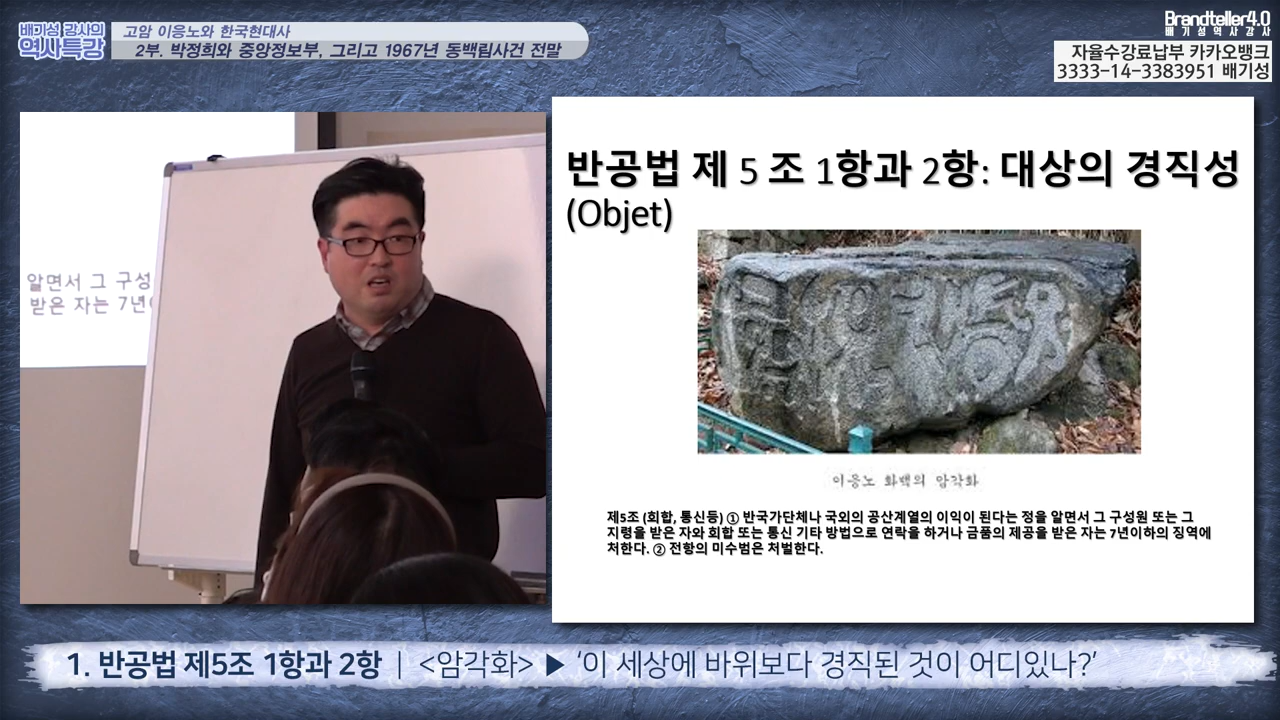 배기성 강사의
역사특강
고암 이응노와 한국현대사
2부. 박정희와 중앙정보부, 그리고 1967년 동백림사건 전말
Brandteller4.0
배기성역사강사
자율수강료납부 카카오뱅크
3333-14-3383951 배기성
알면서 그 구성
받은 자는 7년이
반공법 제 5 조 1항과 2항: 대상의 경직성
(Objet)
이응노 화백의 암각화
제5조 (회합, 통신등) ① 반국가단체나 국외의 공산계열의 이익이 된다는 정을 알면서 그 구성원 또는 그
지령을 받은 자와 회합 또는 통신 기타 방법으로 연락을 하거나 금품의 제공을 받은 자는 7년이하의 징역에
처한다. ② 전항의 미수범은 처벌한다.
1. 반공법 제5조 1항과 2항 | <암각화> ▶ ‘이 세상에 바위보다 경직된 것이 어디있나?’